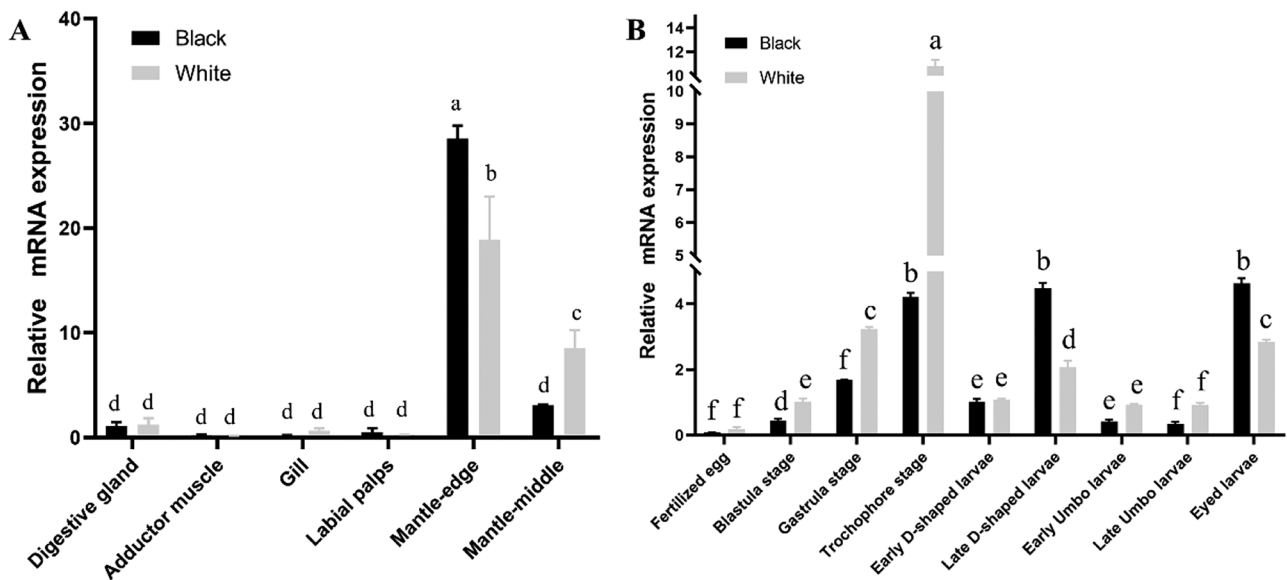 A
Black
White
Relative mRNA expression
40
30
20
10
0
d d d d d d d d a b d c
Digestive gland
Adductor muscle
Gill
Labial palps
Mantle-edge
Mantle-middle
B
Black
White
Relative mRNA expression
14
12
10
10
9
8
7
6
5
4
2
0
f f d e f c b a e e b d e e f f b c
Fertilized egg
Blastula stage
Gastrula stage
Trochophore stage
Early D-shaped larvae
Late D-shaped larvae
Early Umbo larvae
Late Umbo larvae
Eyed larvae